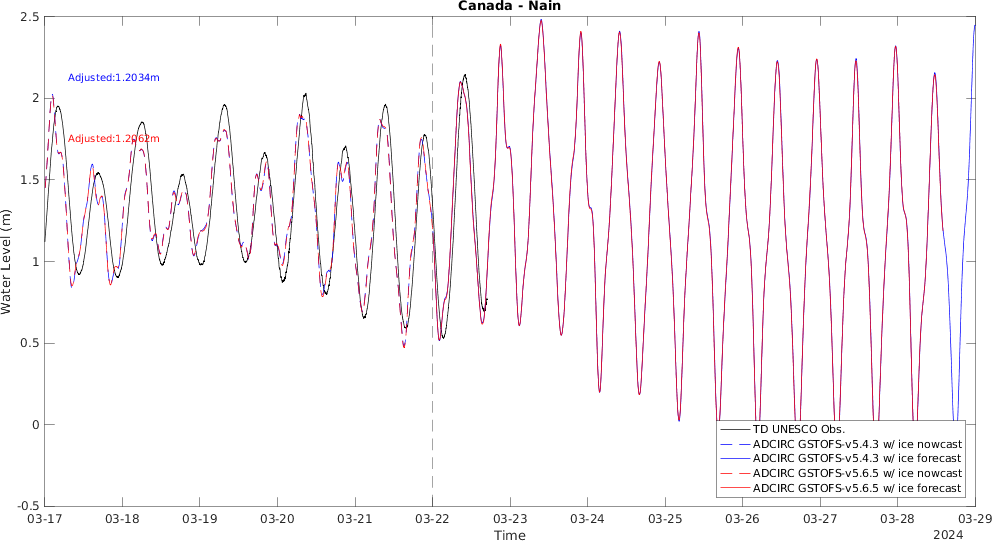 Canada - Nain
2.5
2
1.5
1
0.5
0
-0.5
Water Level (m)
Adjusted:1.2034m
Adjusted:1.2062m
TD UNESCO Obs.
ADCIRC GSTOFS-v5.4.3 w/ ice nowcast
ADCIRC GSTOFS-v5.4.3 w/ ice forecast
ADCIRC GSTOFS-v5.6.5 w/ ice nowcast
ADCIRC GSTOFS-v5.6.5 w/ ice forecast
03-17 03-18 03-19 03-20 03-21 03-22 03-23 03-24 03-25 03-26 03-27 03-28 03-29
Time
2024